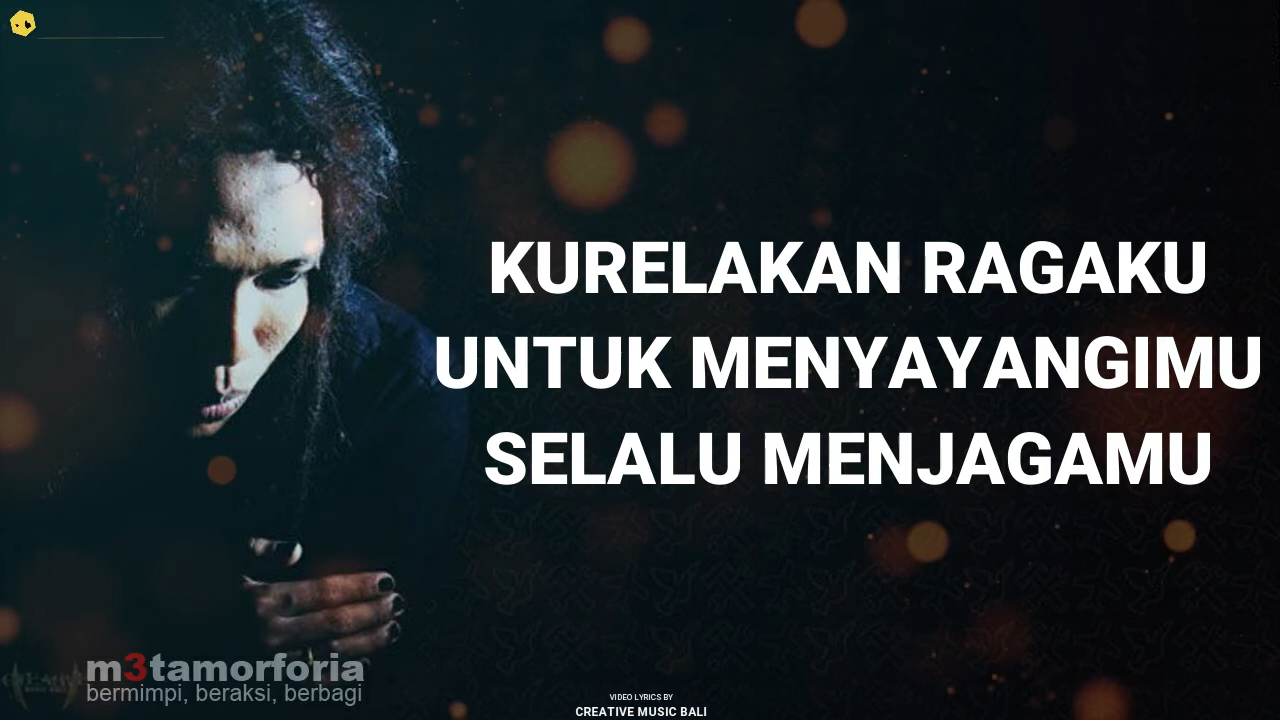 KURELAKAN RAGAKU
UNTUK MENYAYANGIMU
SELALU MENJAGAMU
m3tamorforia
bermimpi, beraksi, berbagi
VIDEO LYRICS BY
CREATIVE MUSIC BALI